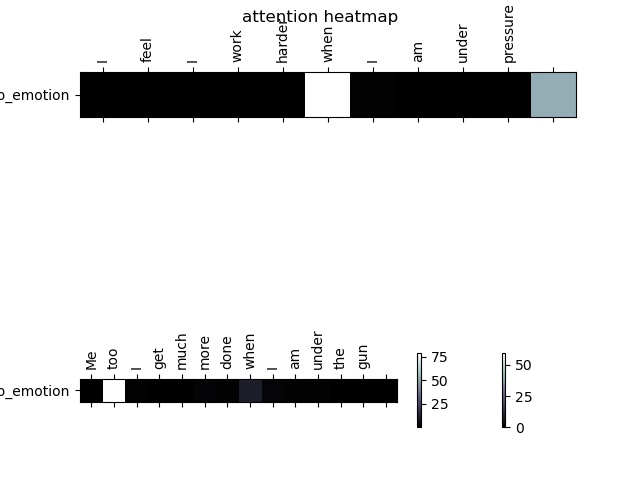 attention heatmap
I feel I work harder when I am under pressure
o_emotion
Me too I get much more done when I am under the gun
o_emotion
75
50
25
50
25
0